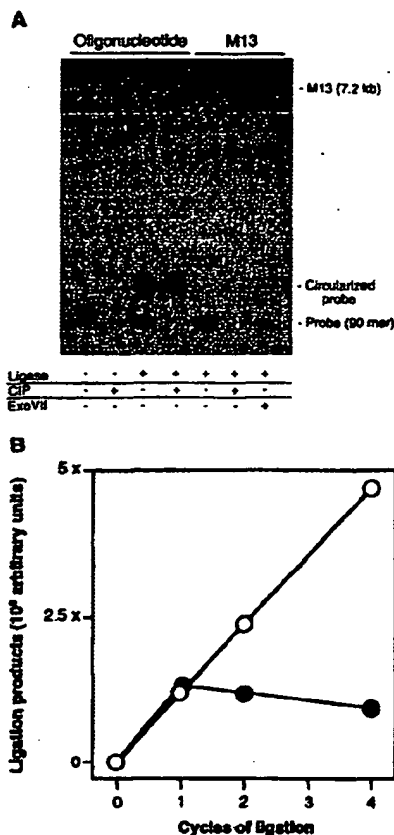 A
Oligonucleotide M13
- M13 (7.2 kb)
- Circularized
probe
- Probe (90 mer)
Ligase - - + + + + +
CIP - + - + - + -
ExoVII - - - - - - +
B
Ligation products (10⁶ arbitrary units)
5 x
2.5 x
0
0 1 2 3 4
Cycles of ligation